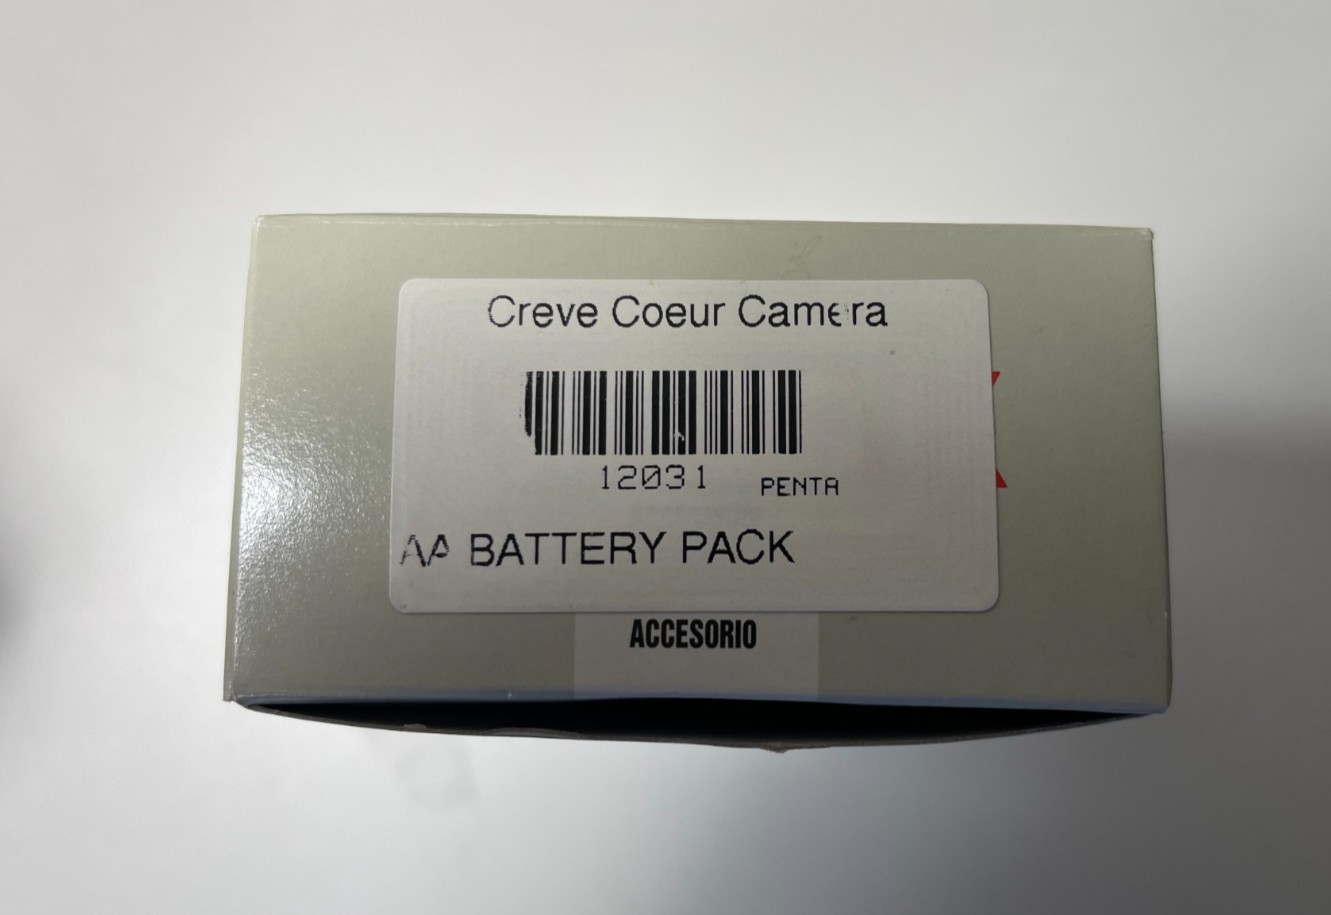 Creve Coeur Camera
12031 PENTA
AA BATTERY PACK
ACCESORIO